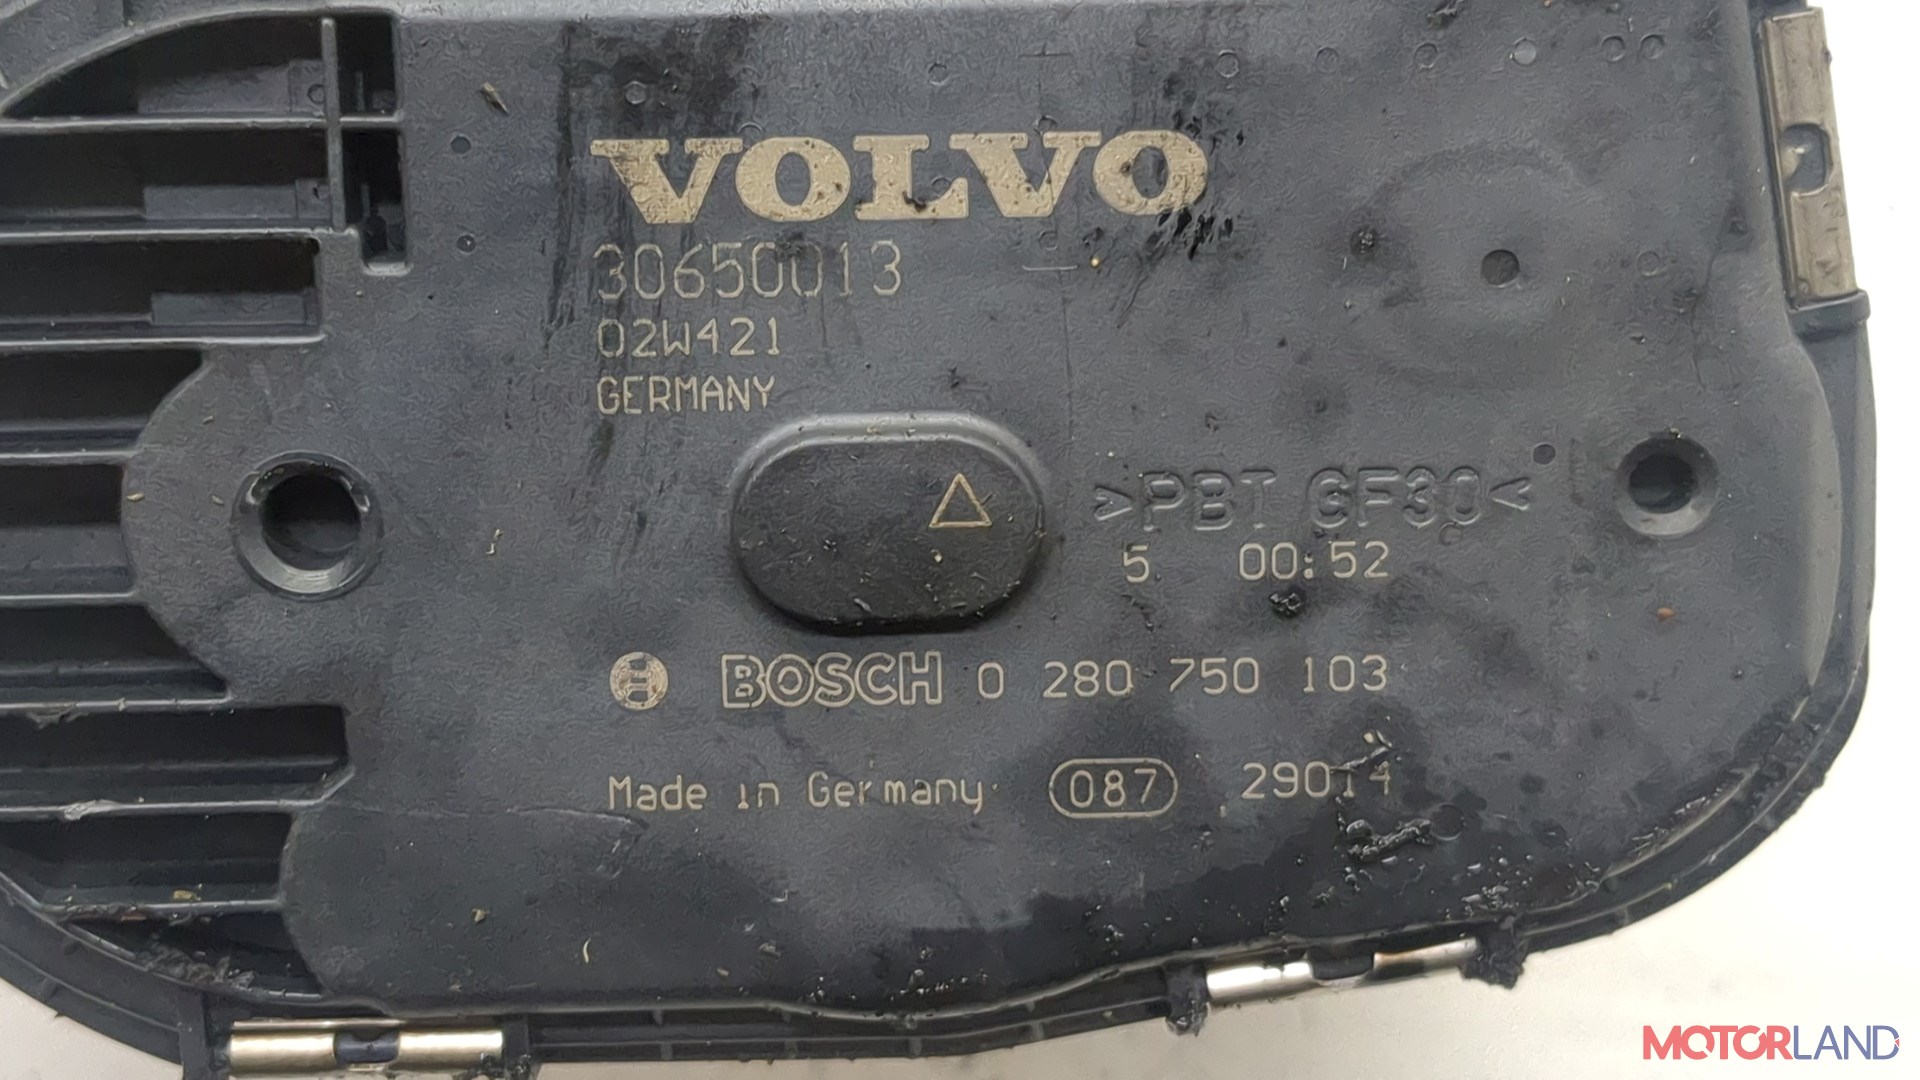 VOLVO
30650013
02W421
GERMANY
>PBT GF30<
5 00:52
BOSCH 0 280 750 103
Made in Germany 087 29014
MOTORLAND